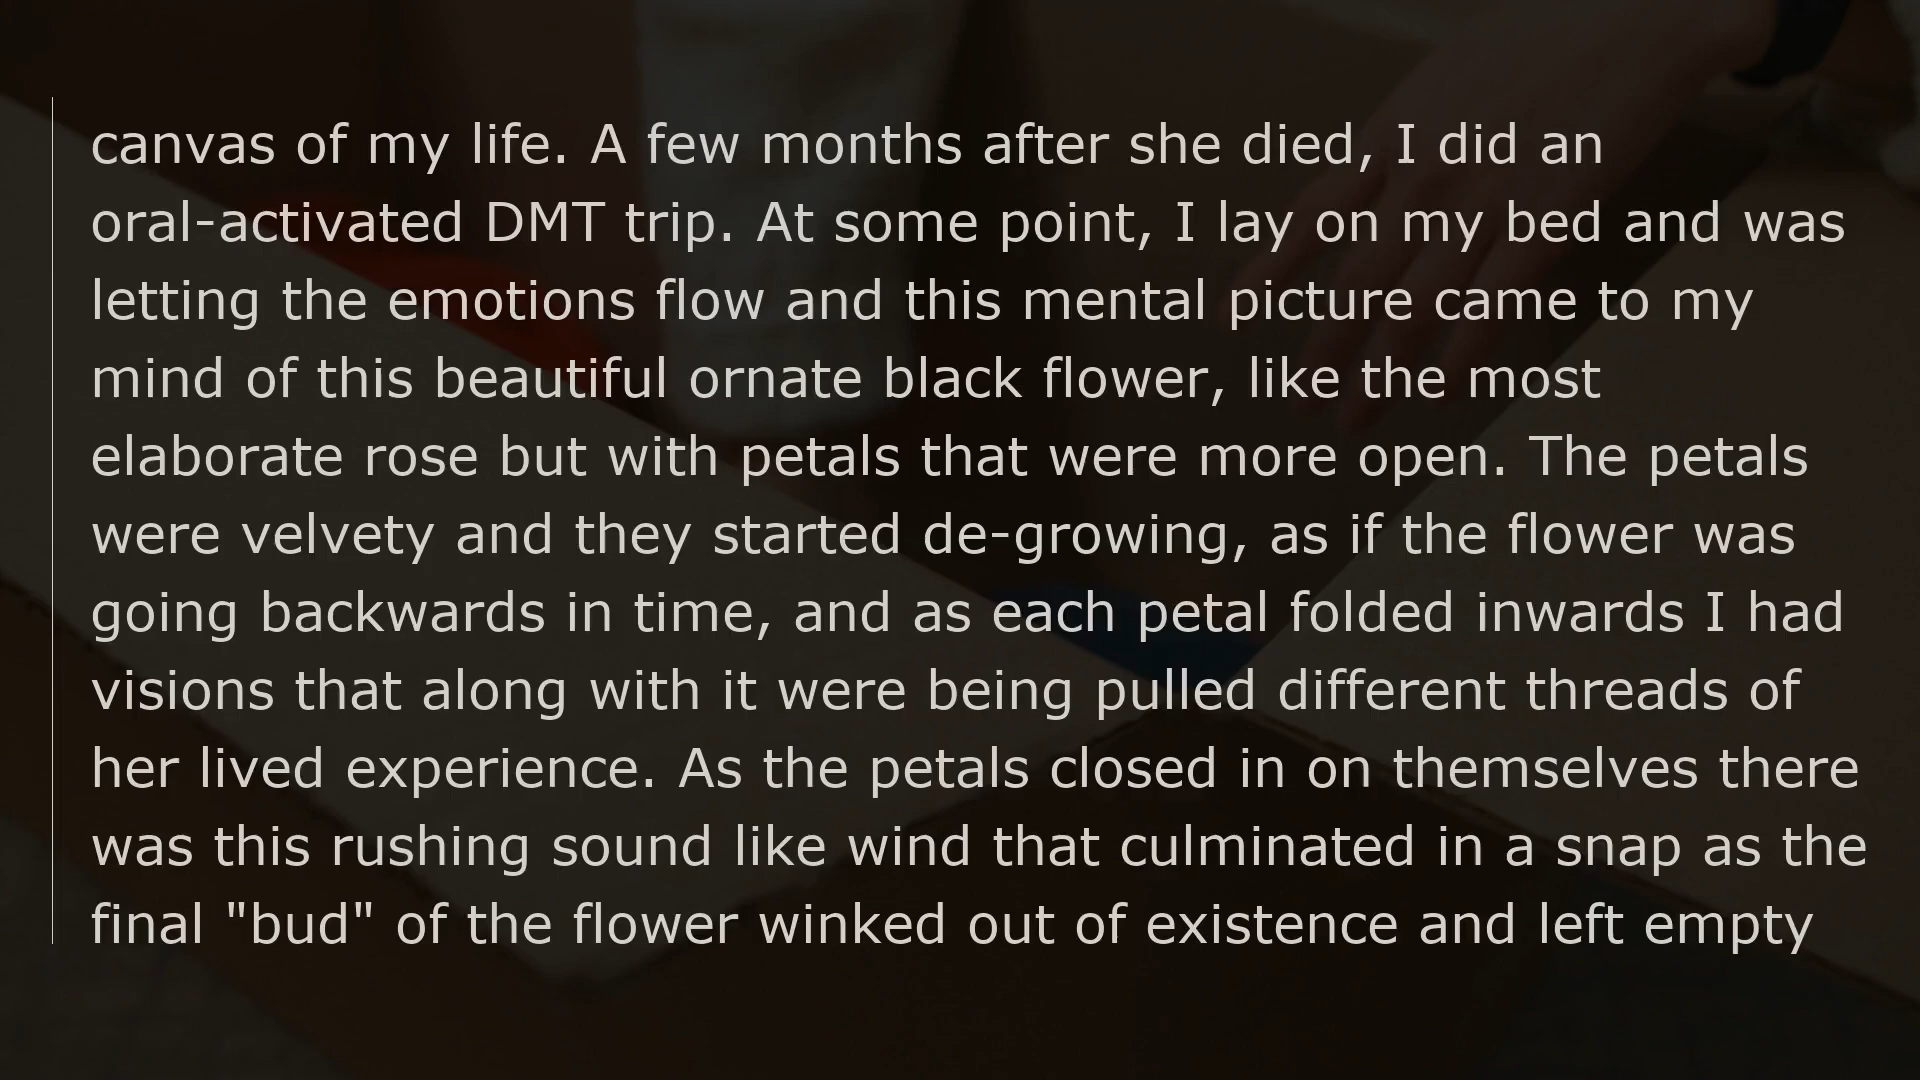 canvas of my life. A few months after she died, I did an
oral-activated DMT trip. At some point, I lay on my bed and was
letting the emotions flow and this mental picture came to my
mind of this beautiful ornate black flower, like the most
elaborate rose but with petals that were more open. The petals
were velvety and they started de-growing, as if the flower was
going backwards in time, and as each petal folded inwards I had
visions that along with it were being pulled different threads of
her lived experience. As the petals closed in on themselves there
was this rushing sound like wind that culminated in a snap as the
final "bud" of the flower winked out of existence and left empty